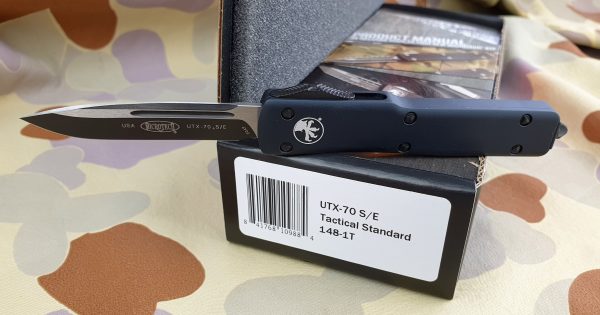 PRODUCT MANUAL
USA MICROTECH UTX-70 S/E
UTX-70 S/E
Tactical Standard
148-1T
8 41768 10988 4